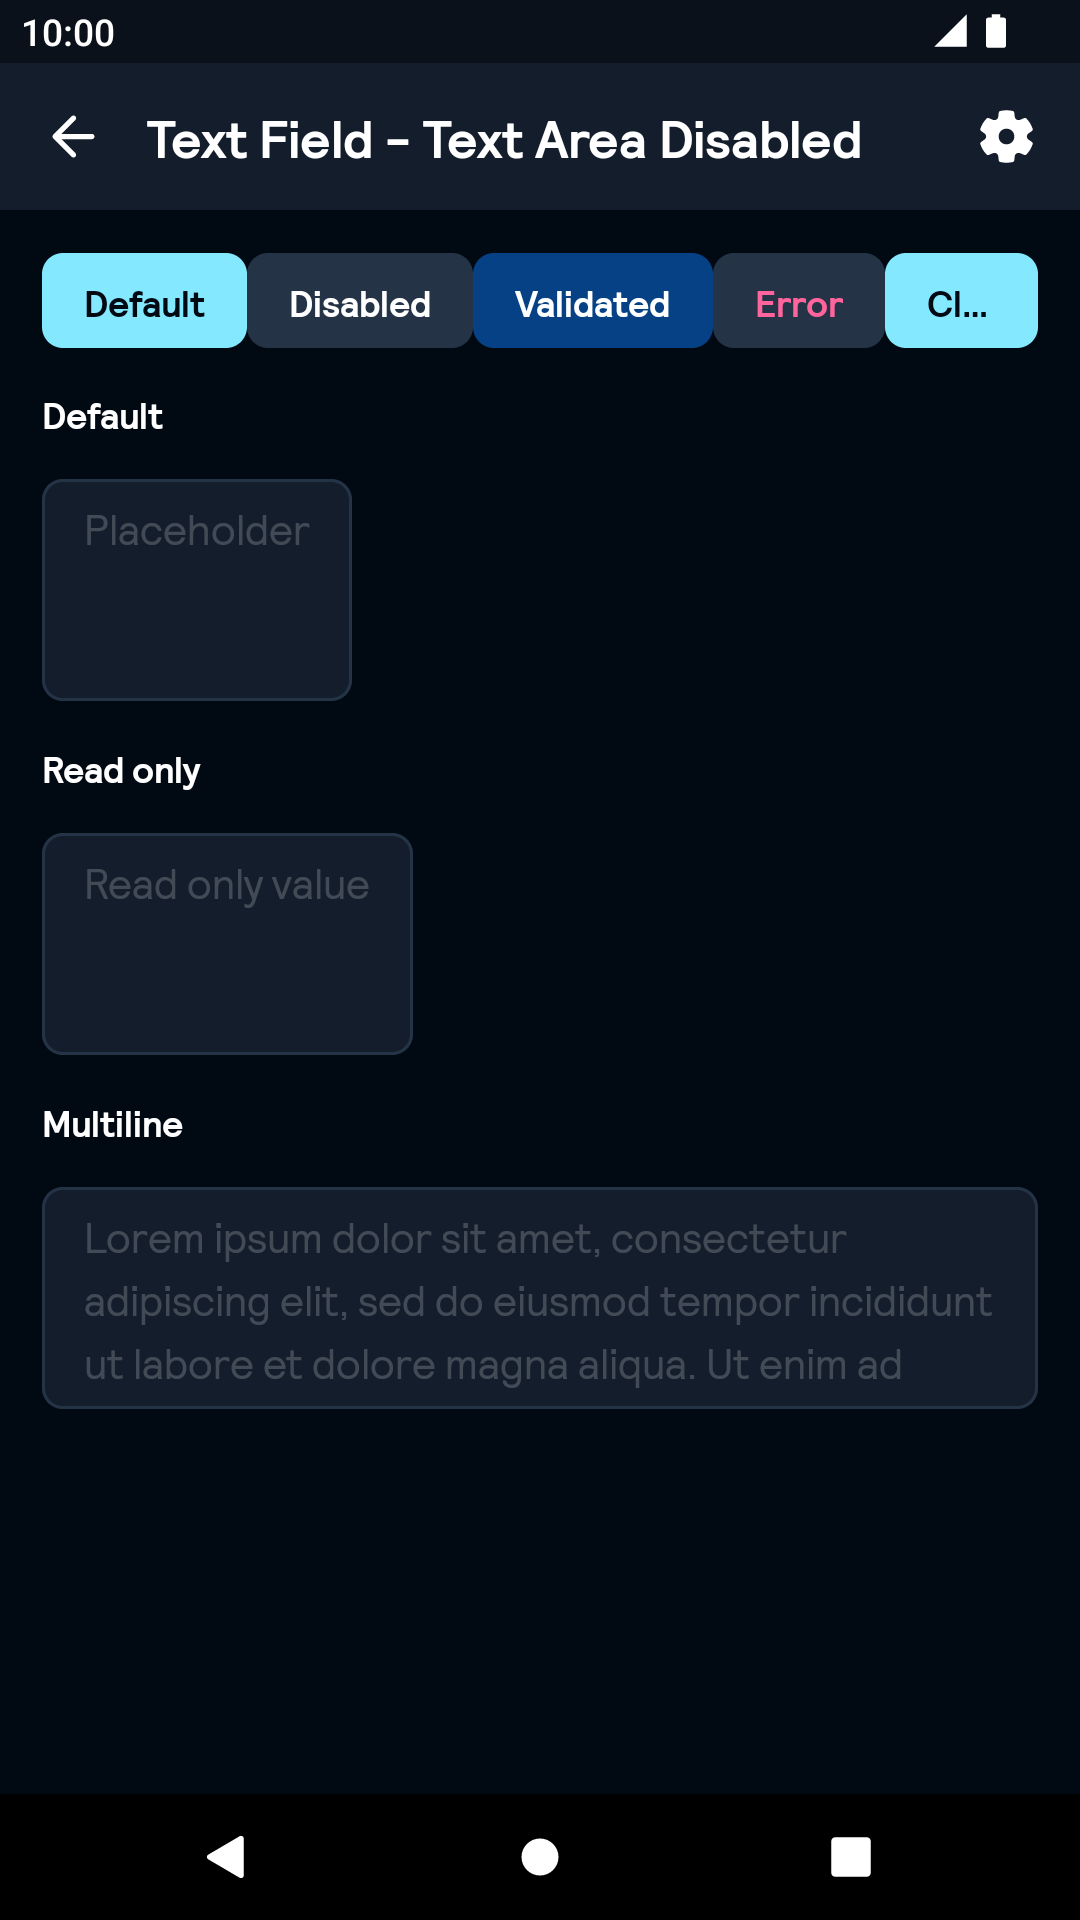 10:00
Text Field - Text Area Disabled
Default
Disabled
Validated
Error
Cl...
Default
Placeholder
Read only
Read only value
Multiline
Lorem ipsum dolor sit amet, consectetur
adipiscing elit, sed do eiusmod tempor incididunt
ut labore et dolore magna aliqua. Ut enim ad